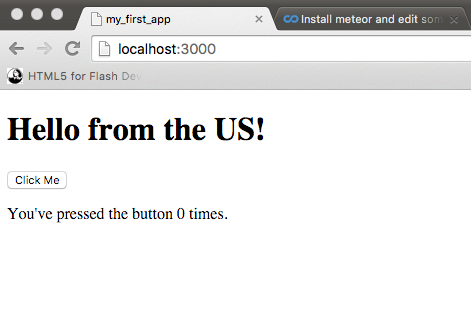 my_first_app
Install meteor and edit som
localhost:3000
HTML5 for Flash Dev
Hello from the US!
Click Me
You've pressed the button 0 times.